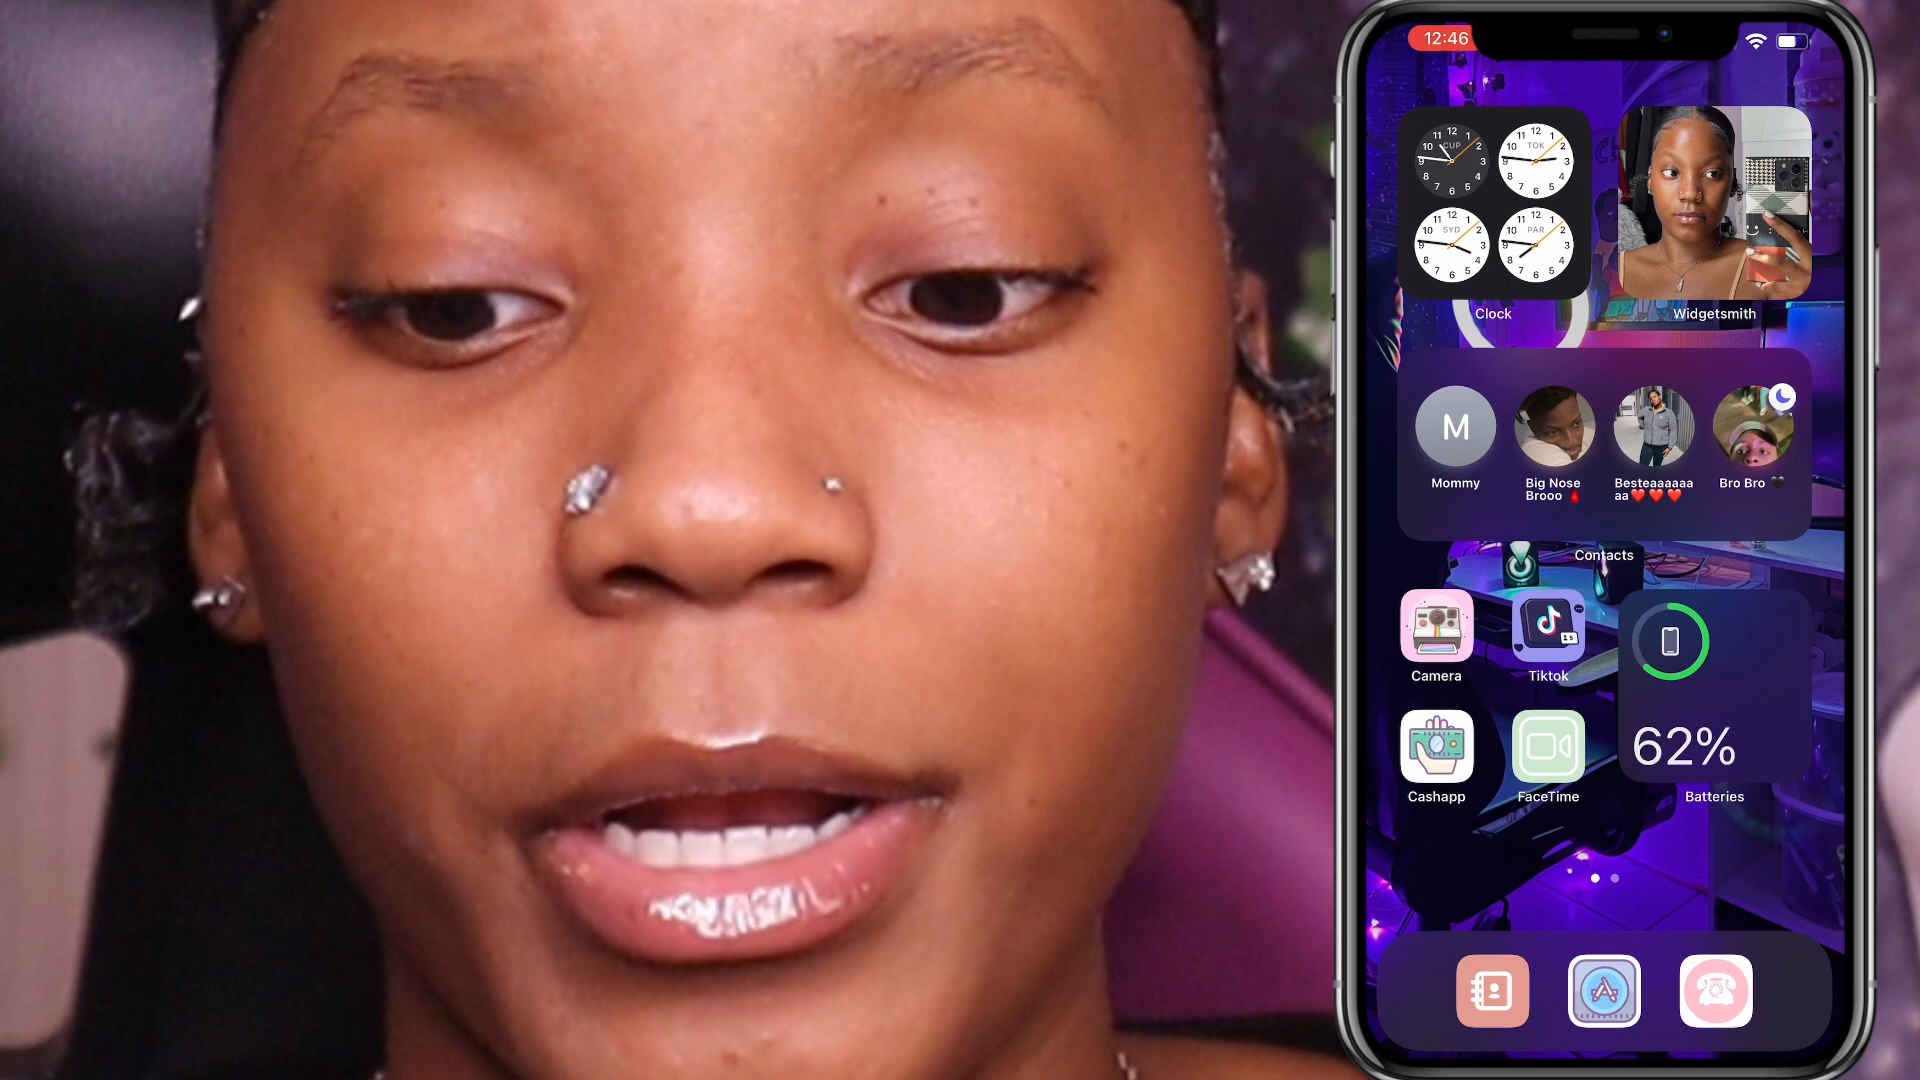 12:46
CUP
TOK
SYD
PAR
Clock
Widgetsmith
M
Mommy
Big Nose
Brooo 🩸
Besteaaaaaa
aa❤️❤️❤️
Bro Bro 🖤
Contacts
Camera
Tiktok
62%
Cashapp
FaceTime
Batteries